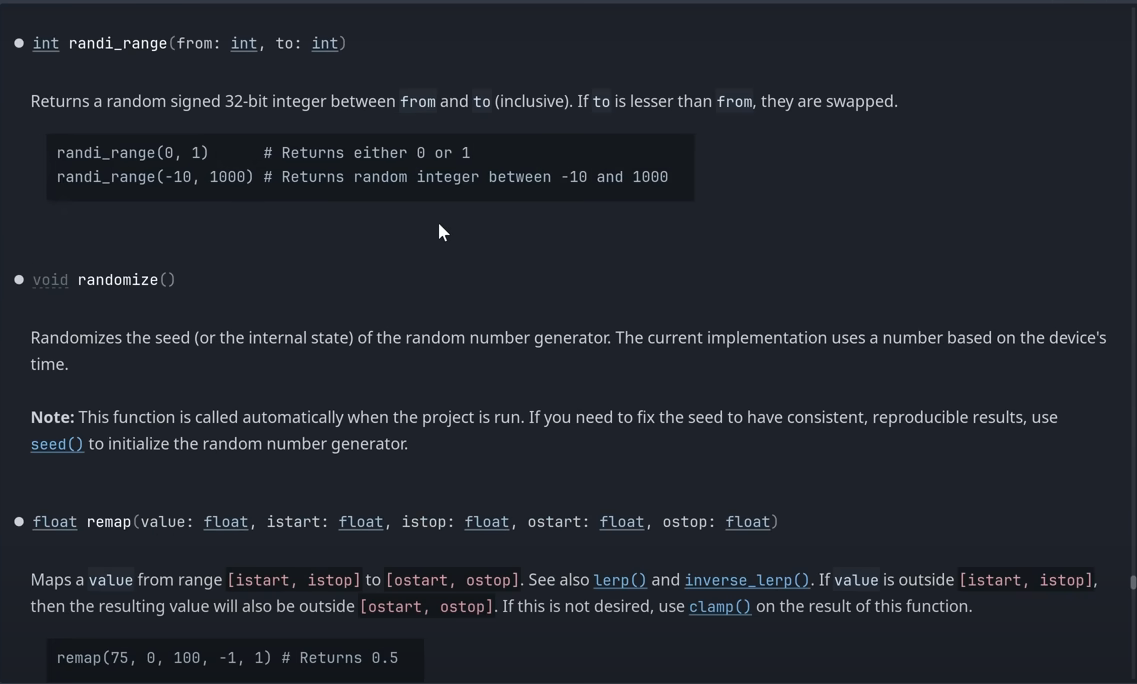 int randi_range(from: int, to: int)
Returns a random signed 32-bit integer between from and to (inclusive). If to is lesser than from, they are swapped.
randi_range(0, 1)      # Returns either 0 or 1
randi_range(-10, 1000) # Returns random integer between -10 and 1000
void randomize()
Randomizes the seed (or the internal state) of the random number generator. The current implementation uses a number based on the device's
time.
Note: This function is called automatically when the project is run. If you need to fix the seed to have consistent, reproducible results, use
seed() to initialize the random number generator.
float remap(value: float, istart: float, istop: float, ostart: float, ostop: float)
Maps a value from range [istart, istop] to [ostart, ostop]. See also lerp() and inverse_lerp(). If value is outside [istart, istop],
then the resulting value will also be outside [ostart, ostop]. If this is not desired, use clamp() on the result of this function.
remap(75, 0, 100, -1, 1) # Returns 0.5